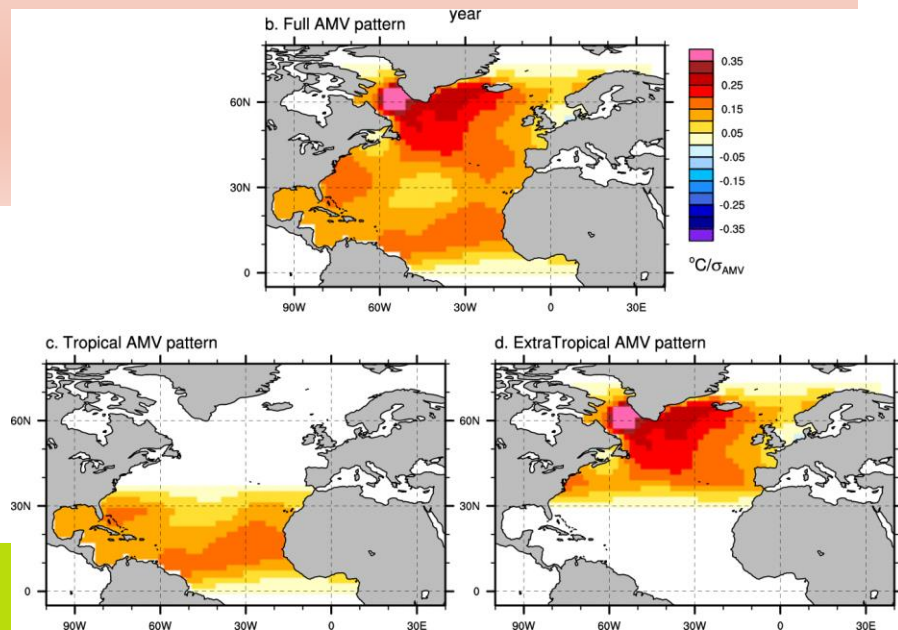 year
b. Full AMV pattern
60N
30N
0
90W 60W 30W 0 30E
0.35
0.25
0.15
0.05
-0.05
-0.15
-0.25
-0.35
°C/σAMV
c. Tropical AMV pattern
60N
30N
0
90W 60W 30W 0 30E
d. ExtraTropical AMV pattern
60N
30N
0
90W 60W 30W 0 30E